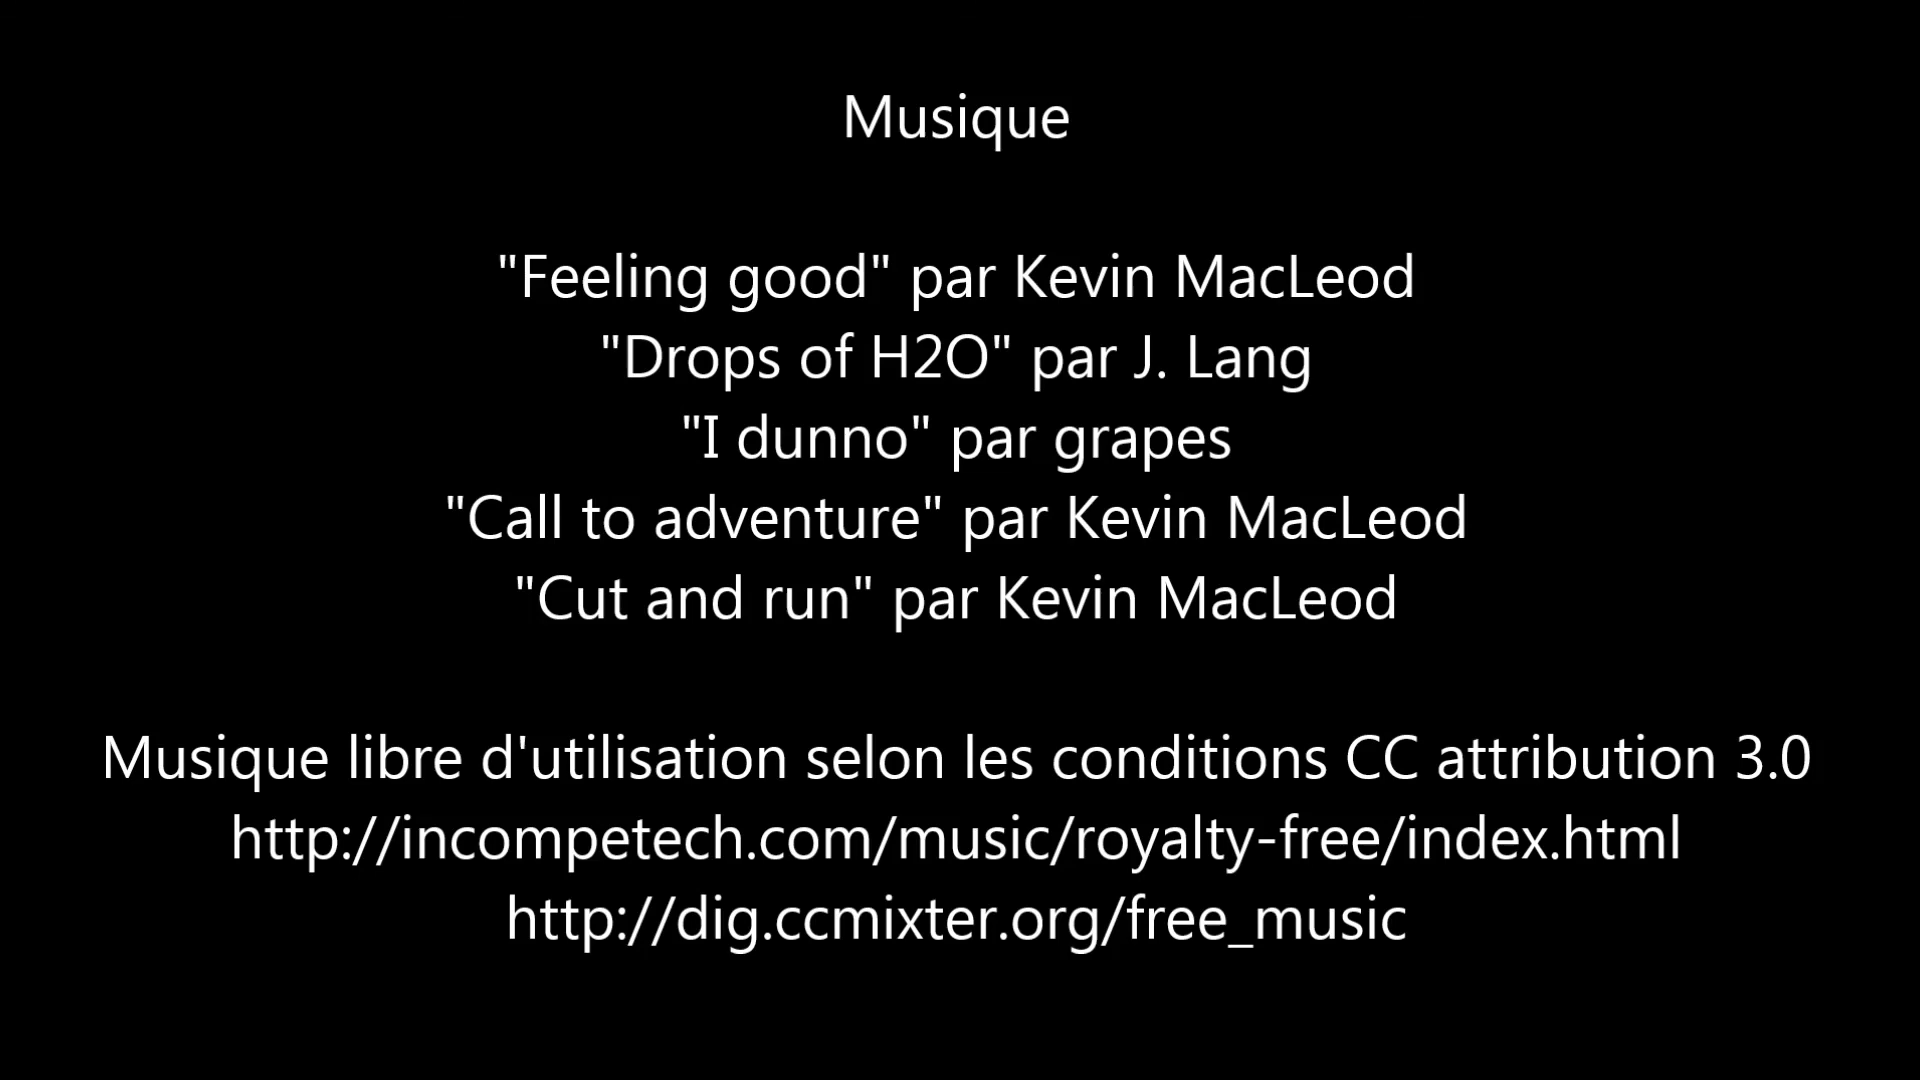 Musique
"Feeling good" par Kevin MacLeod
"Drops of H2O" par J. Lang
"I dunno" par grapes
"Call to adventure" par Kevin MacLeod
"Cut and run" par Kevin MacLeod
Musique libre d'utilisation selon les conditions CC attribution 3.0
http://incompetech.com/music/royalty-free/index.html
http://dig.ccmixter.org/free_music